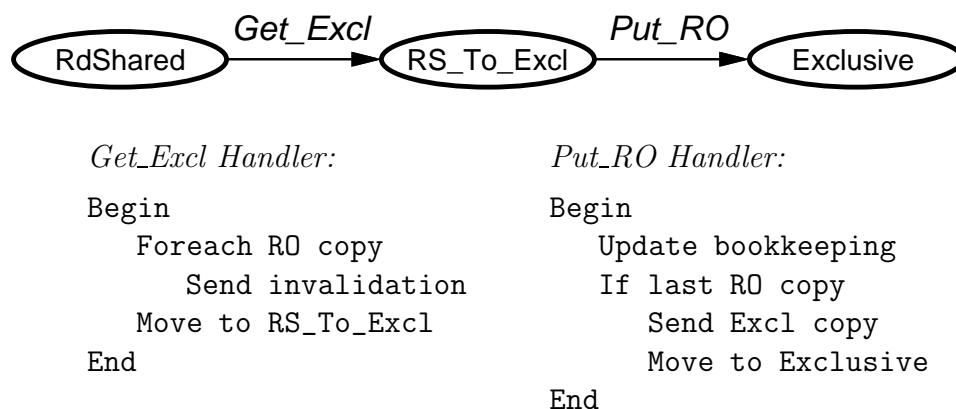 Get_Excl Put_RO
RdShared RS_To_Excl Exclusive
Get_Excl Handler:
Begin
Foreach RO copy
Send invalidation
Move to RS_To_Excl
End
Put_RO Handler:
Begin
Update bookkeeping
If last RO copy
Send Excl copy
Move to Exclusive
End